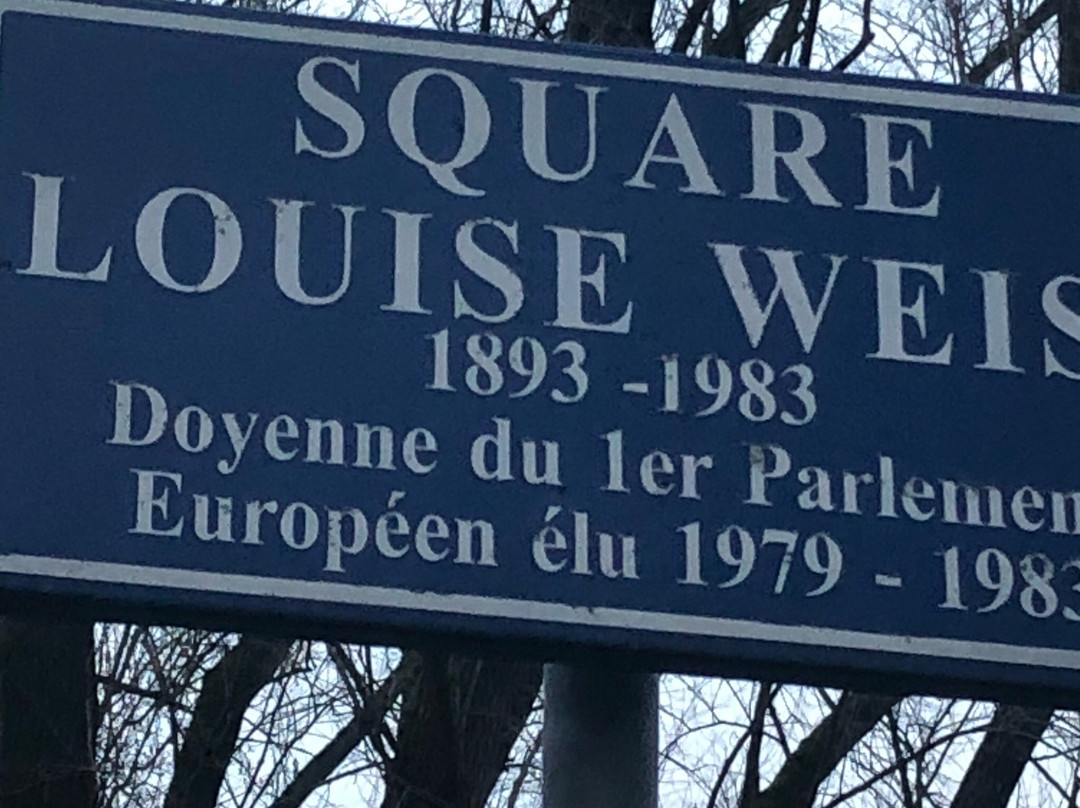 SQUARE
LOUISE WEIS
1893 -1983
Doyenne du 1er Parlemen
Européen élu 1979 - 1983